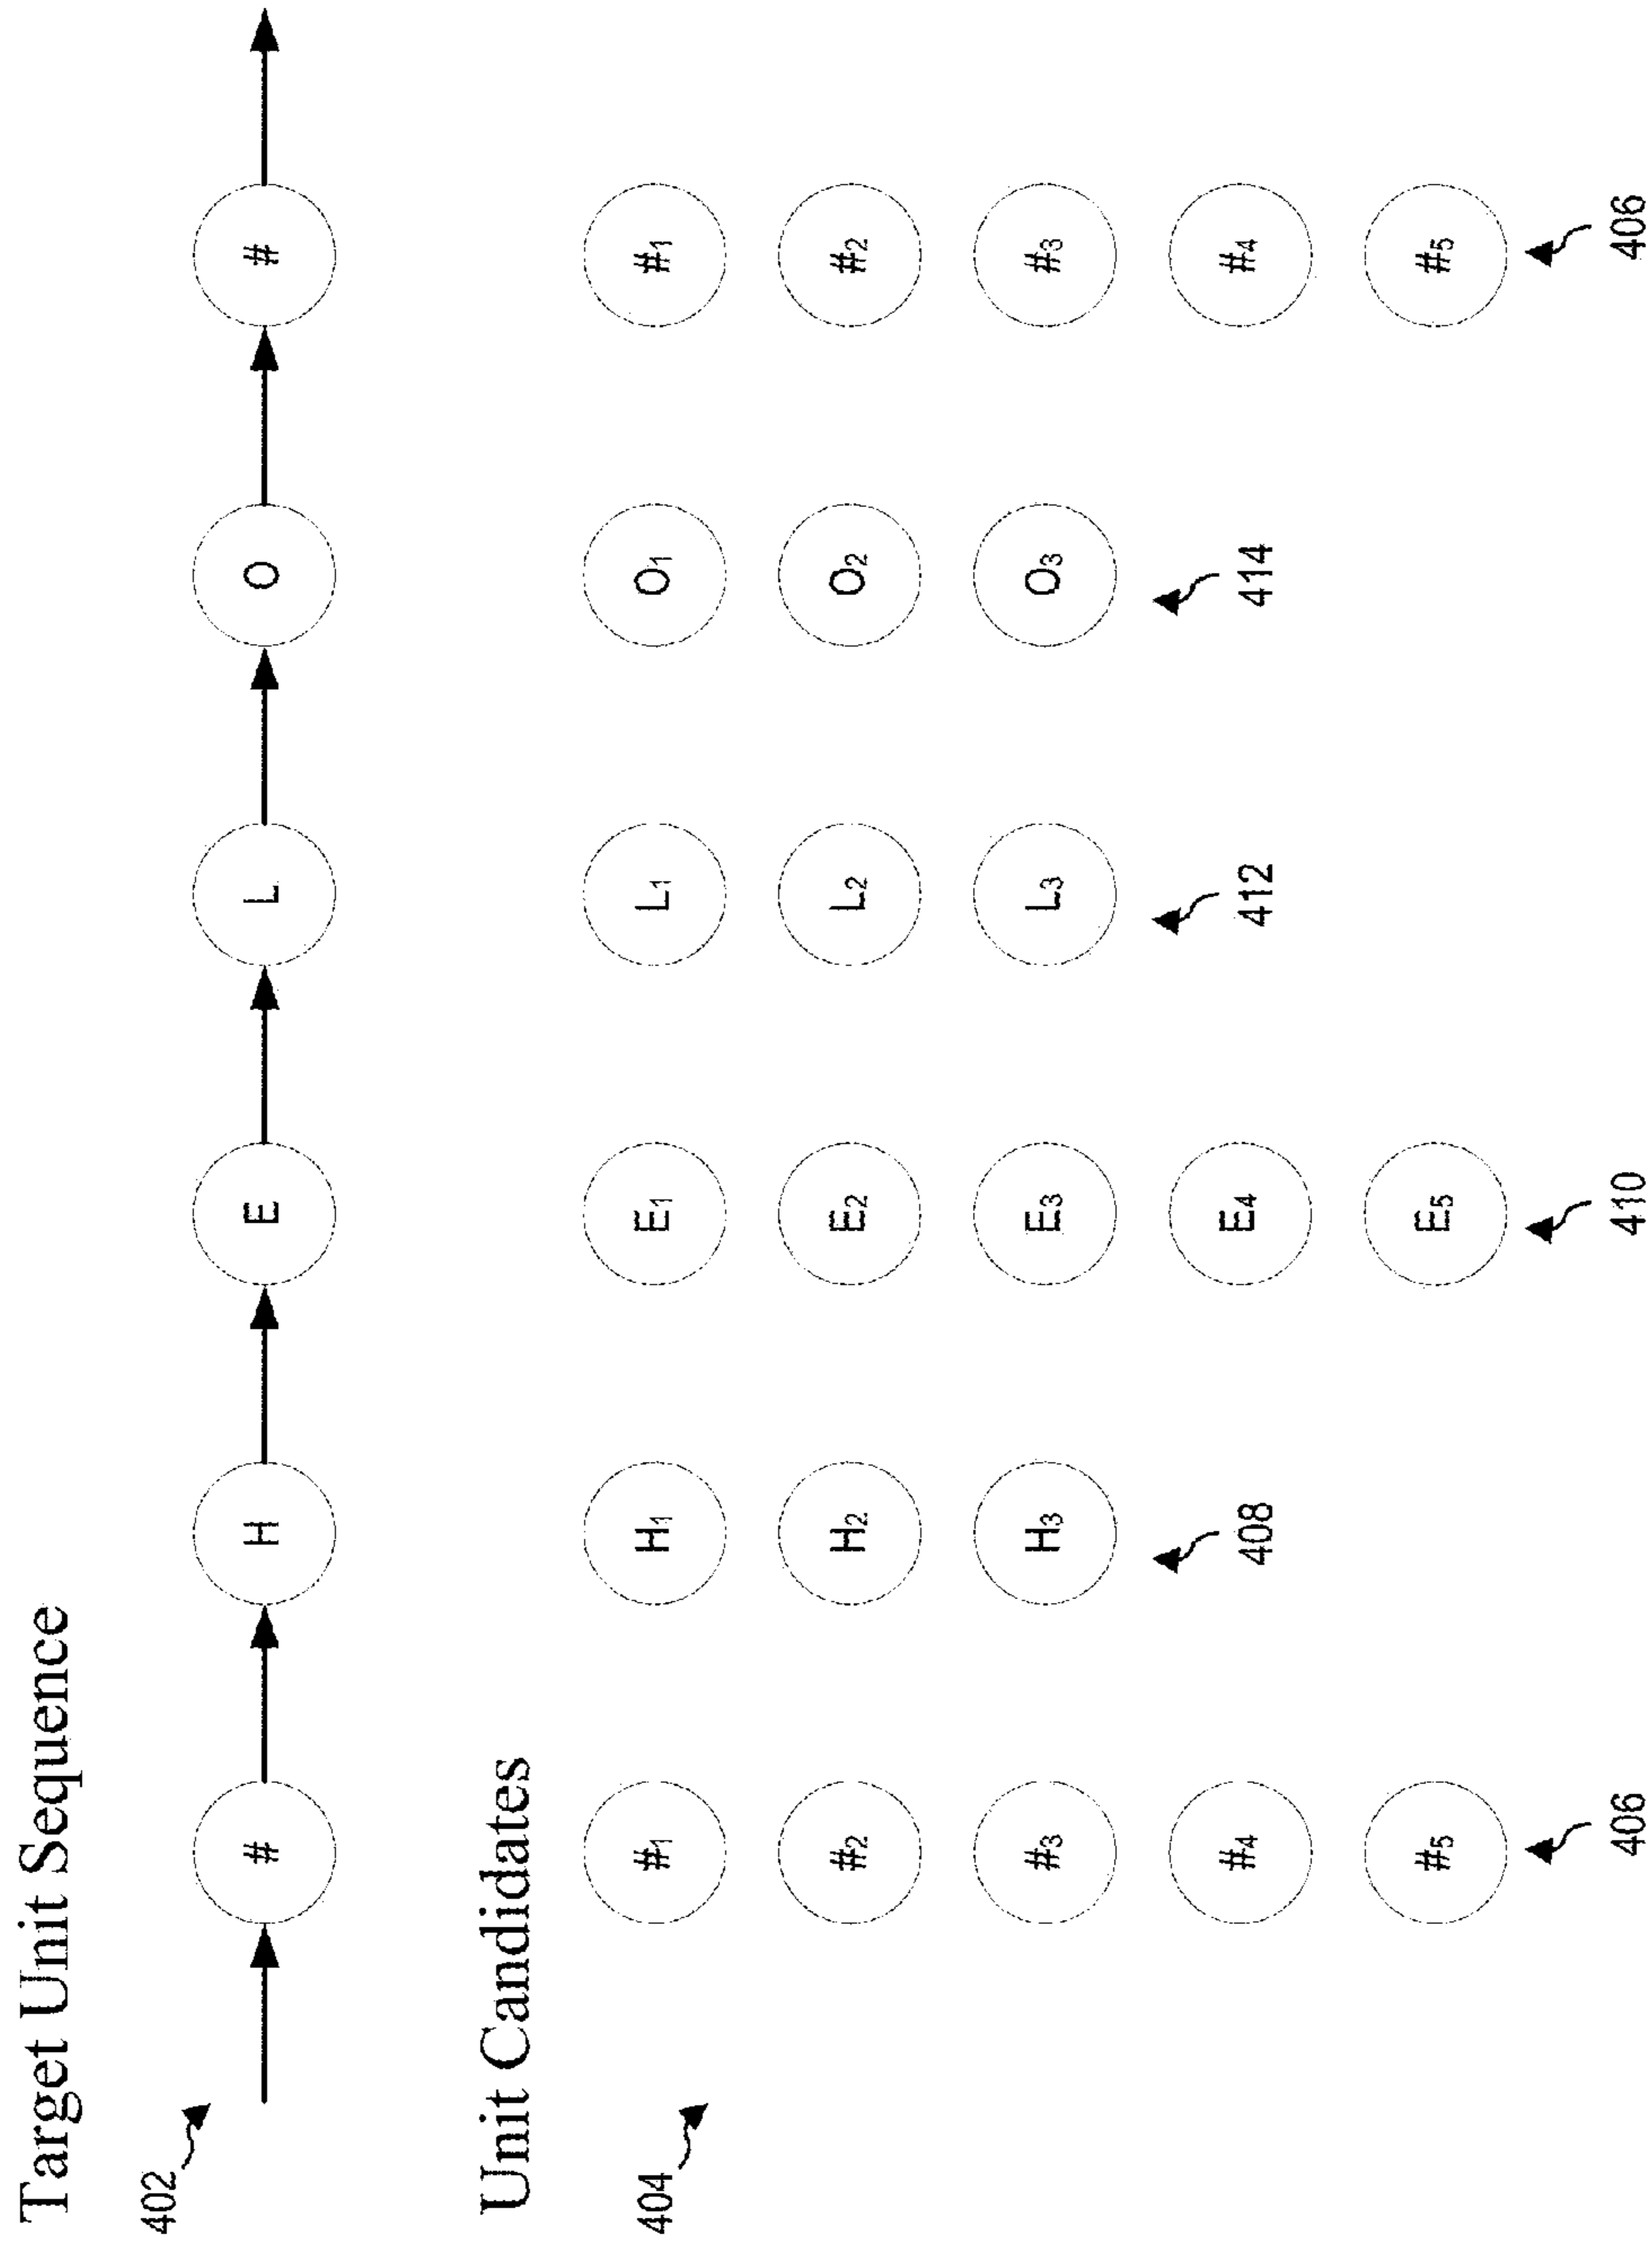 Target Unit Sequence
402
# H E L O #
Unit Candidates
404
#1 H1 E1 L1 O1 #1
#2 H2 E2 L2 O2 #2
#3 H3 E3 L3 O3 #3
#4 E4 #4
#5 E5 #5
408 412 414
406 410 406